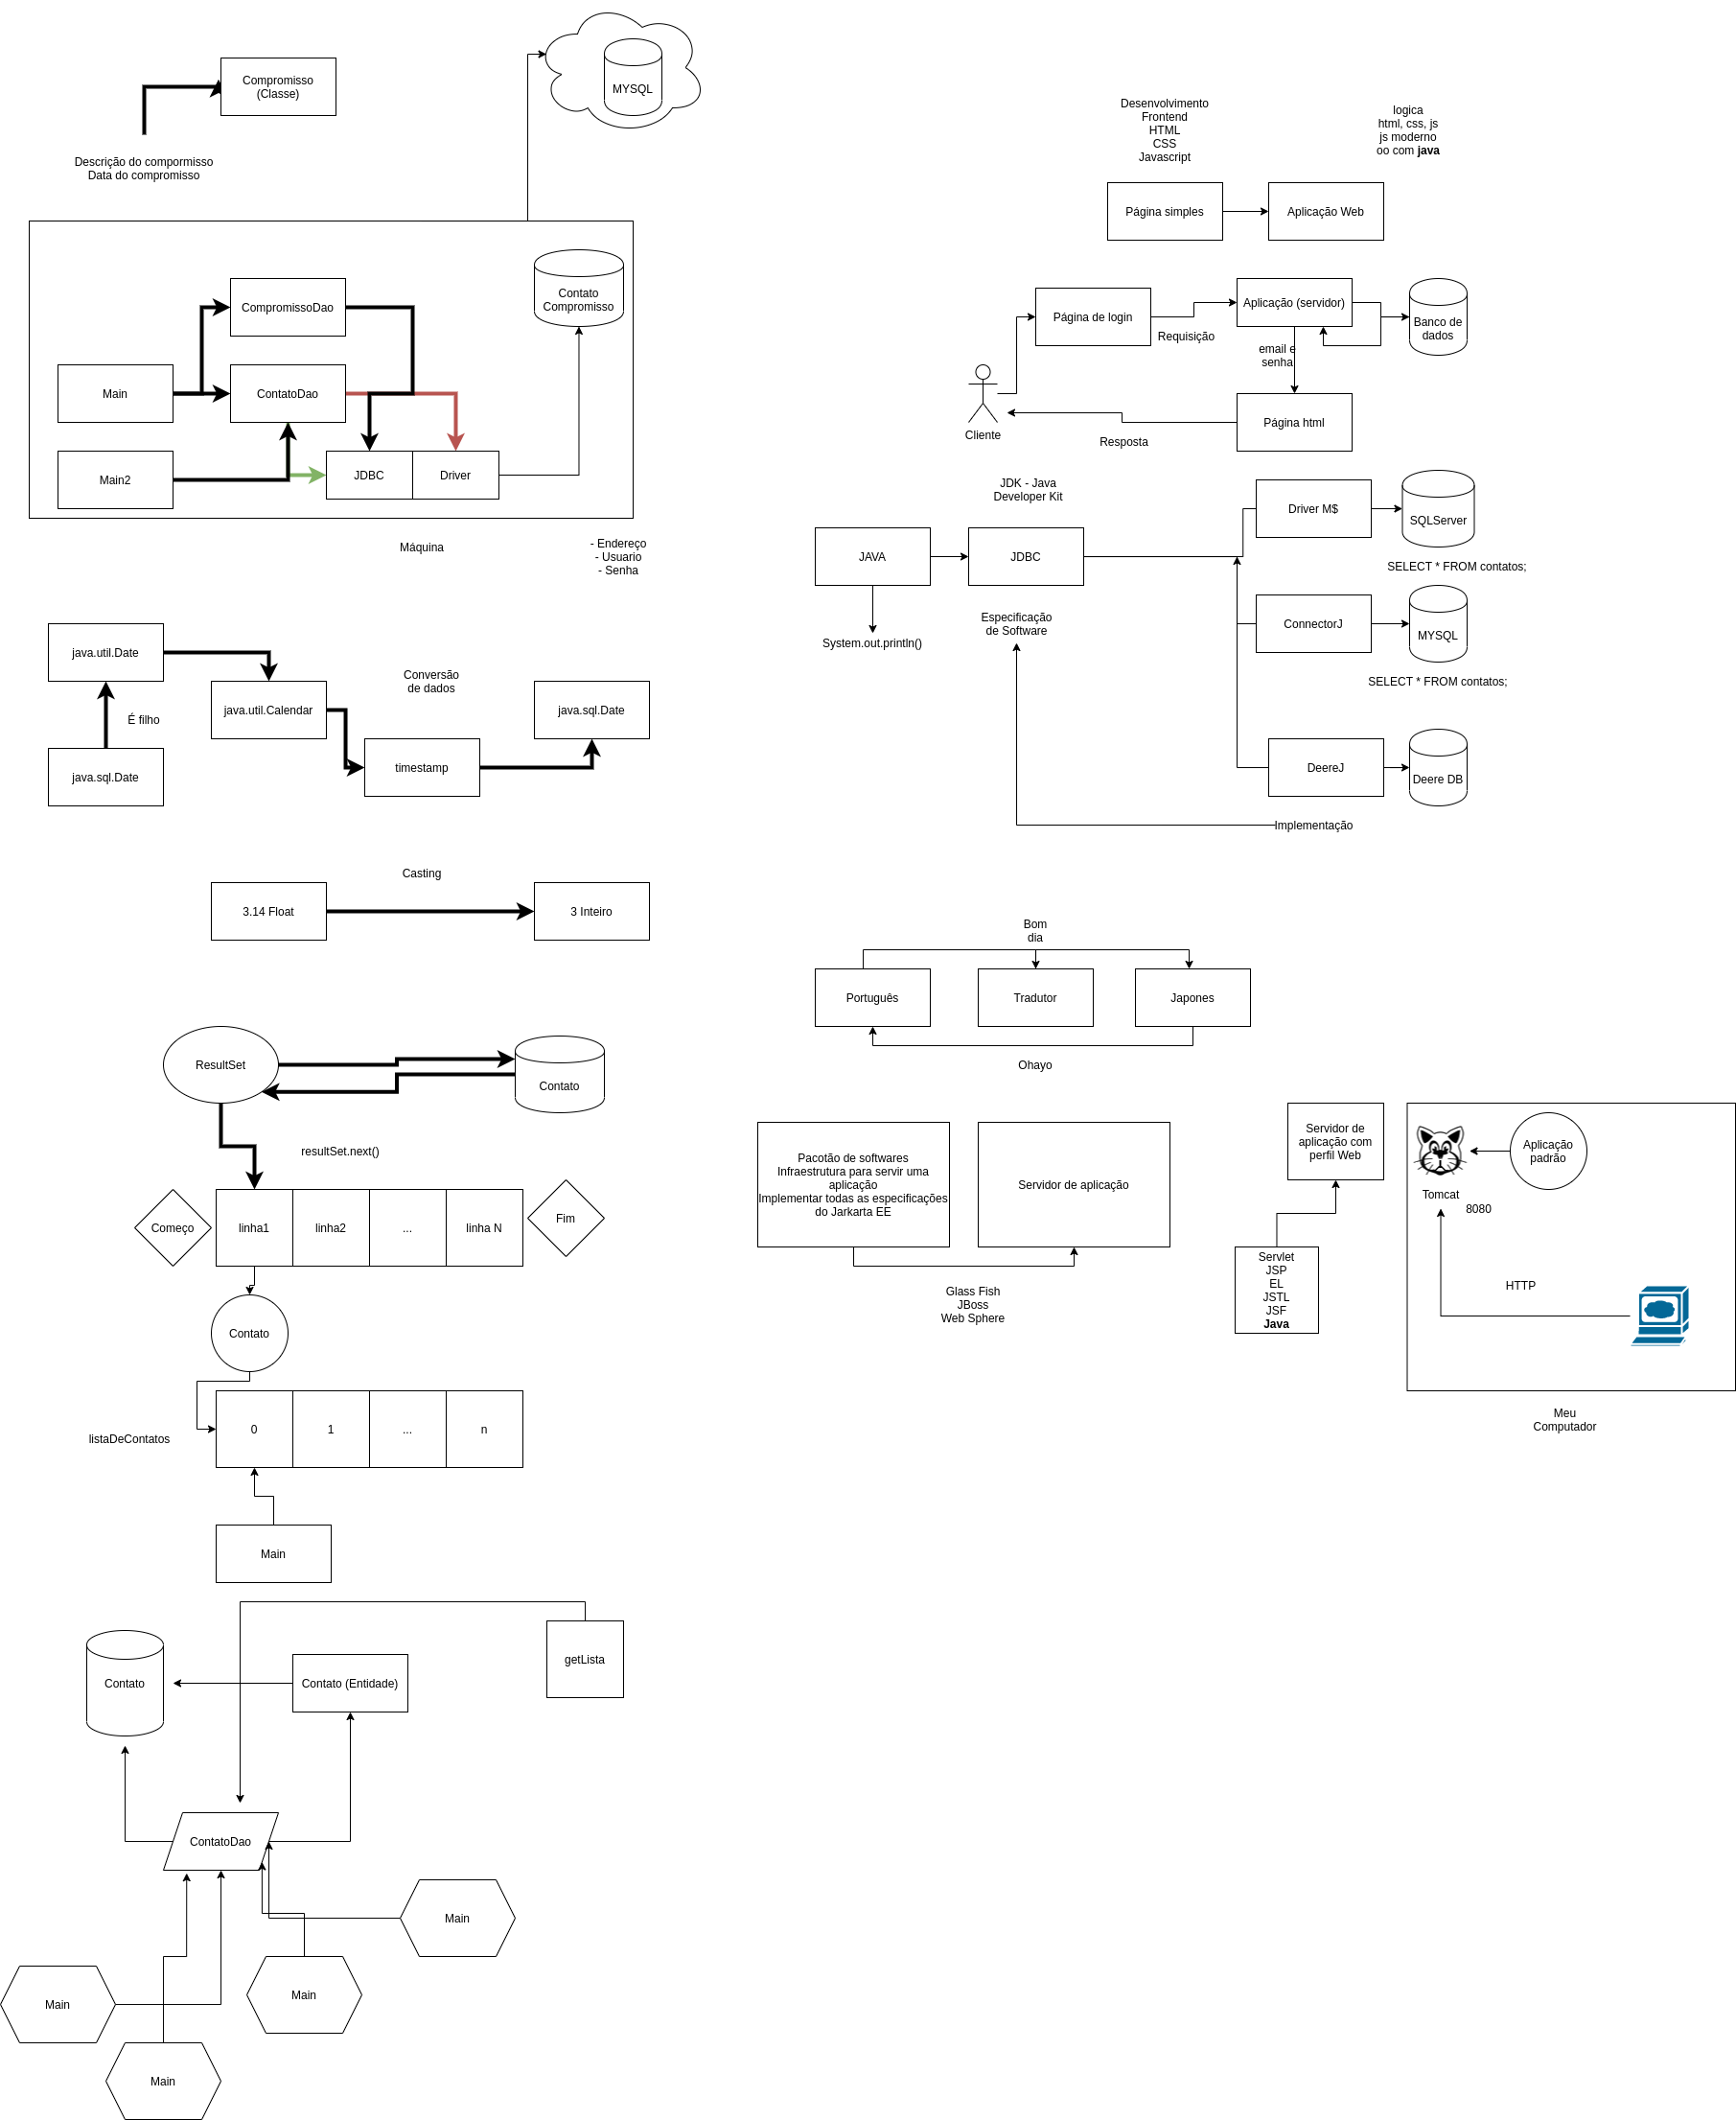 Compromisso
(Classe)
MYSQL
Descrição do compormisso
Data do compromisso
Contato
Compromisso
CompromissoDao
Main
ContatoDao
Main2
JDBC
Driver
Máquina
- Endereço
- Usuario
- Senha
java.util.Date
Conversão
de dados
java.util.Calendar
java.sql.Date
É filho
timestamp
java.sql.Date
Casting
3.14 Float
3 Inteiro
ResultSet
Contato
resultSet.next()
Começo
linha1
linha2
...
linha N
Fim
Contato
listaDeContatos
0
1
...
n
Main
getLista
Contato
Contato (Entidade)
ContatoDao
Main
Main
Main
Main
Desenvolvimento
Frontend
HTML
CSS
Javascript
logica
html, css, js
js moderno
oo com java
Página simples
Aplicação Web
Página de login
Aplicação (servidor)
Banco de
dados
Requisição
email e
senha
Cliente
Página html
Resposta
JDK - Java
Developer Kit
Driver M$
SQLServer
JAVA
JDBC
SELECT * FROM contatos;
Especificação
de Software
ConnectorJ
MYSQL
System.out.println()
SELECT * FROM contatos;
DeereJ
Deere DB
Implementação
Bom
dia
Português
Tradutor
Japones
Ohayo
Pacotão de softwares
Infraestrutura para servir uma
aplicação
Implementar todas as especificações
do Jarkarta EE
Servidor de aplicação
Glass Fish
JBoss
Web Sphere
Servidor de
aplicação com
perfil Web
Servlet
JSP
EL
JSTL
JSF
Java
Aplicação
padrão
Tomcat
8080
HTTP
Meu
Computador